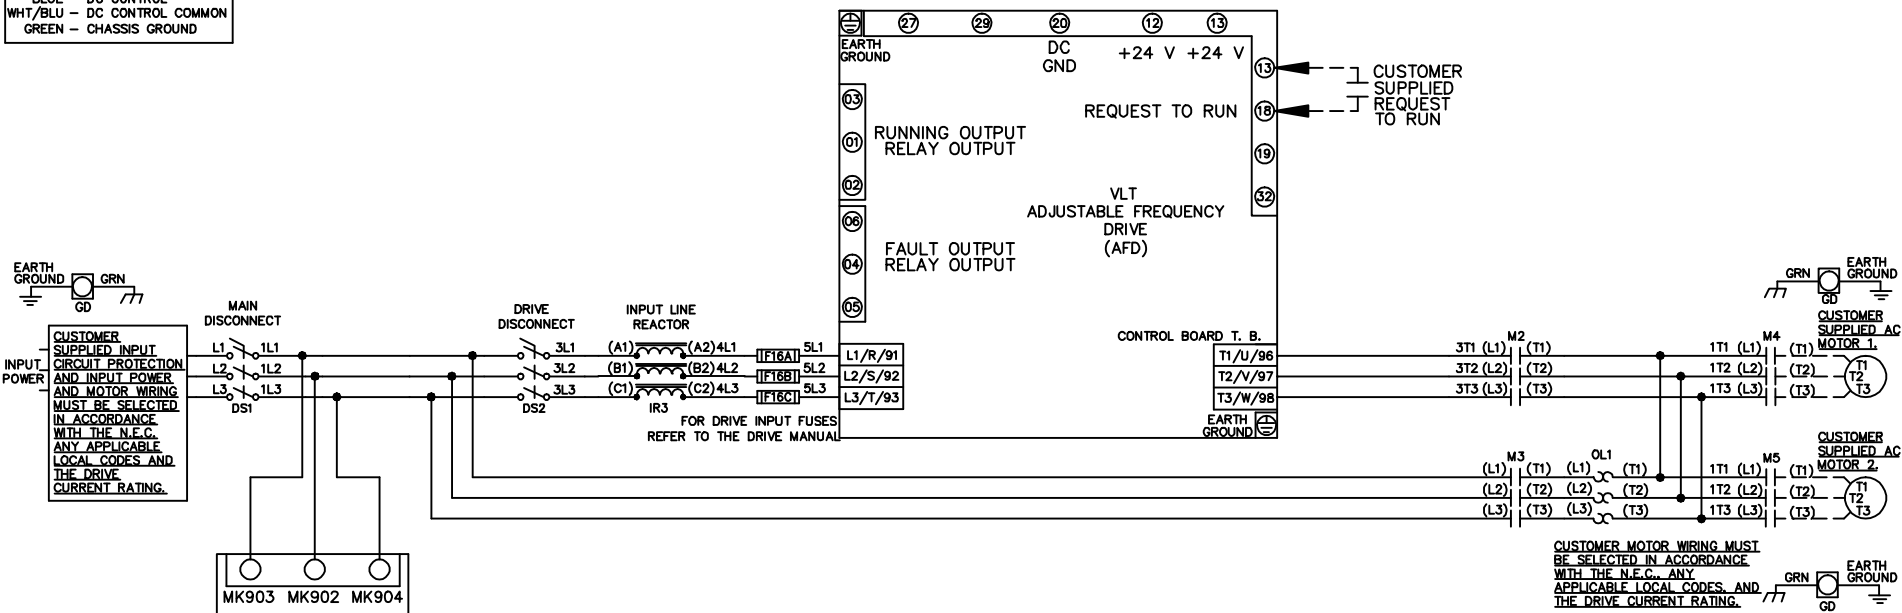 WHT/BLU – DC CONTROL COMMON
GREEN – CHASSIS GROUND
27 29 20 12 13
EARTH
GROUND
DC
GND
+24 V +24 V
13
18
19
32
REQUEST TO RUN
CUSTOMER
SUPPLIED
REQUEST
TO RUN
03
01
02
RUNNING OUTPUT
RELAY OUTPUT
06
04
05
FAULT OUTPUT
RELAY OUTPUT
VLT
ADJUSTABLE FREQUENCY
DRIVE
(AFD)
CONTROL BOARD T. B.
L1/R/91
L2/S/92
L3/T/93
T1/U/96
T2/V/97
T3/W/98
EARTH
GROUND
EARTH
GROUND
GRN
GD
INPUT
POWER
CUSTOMER
SUPPLIED INPUT
CIRCUIT PROTECTION
AND INPUT POWER
AND MOTOR WIRING
MUST BE SELECTED
IN ACCORDANCE
WITH THE N.E.C.
ANY APPLICABLE
LOCAL CODES AND
THE DRIVE
CURRENT RATING.
MAIN
DISCONNECT
L1 1L1
L2 1L2
L3 1L3
DS1
DRIVE
DISCONNECT
3L1
3L2
3L3
DS2
INPUT LINE
REACTOR
(A1) (A2) 4L1 F16A 5L1
(B1) (B2) 4L2 F16B 5L2
(C1) (C2) 4L3 F16C 5L3
IR3
FOR DRIVE INPUT FUSES
REFER TO THE DRIVE MANUAL
MK903 MK902 MK904
M2
3T1 (L1) (T1)
3T2 (L2) (T2)
3T3 (L3) (T3)
M4
1T1 (L1) (T1)
1T2 (L2) (T2)
1T3 (L3) (T3)
GRN
GD
EARTH
GROUND
CUSTOMER
SUPPLIED AC
MOTOR 1.
T1
T2
T3
M3
(L1) (T1)
(L2) (T2)
(L3) (T3)
OL1
(L1) (T1)
(L2) (T2)
(L3) (T3)
M5
1T1 (L1) (T1)
1T2 (L2) (T2)
1T3 (L3) (T3)
CUSTOMER
SUPPLIED AC
MOTOR 2.
T1
T2
T3
CUSTOMER MOTOR WIRING MUST
BE SELECTED IN ACCORDANCE
WITH THE N.E.C., ANY
APPLICABLE LOCAL CODES, AND
THE DRIVE CURRENT RATING.
GRN
GD
EARTH
GROUND